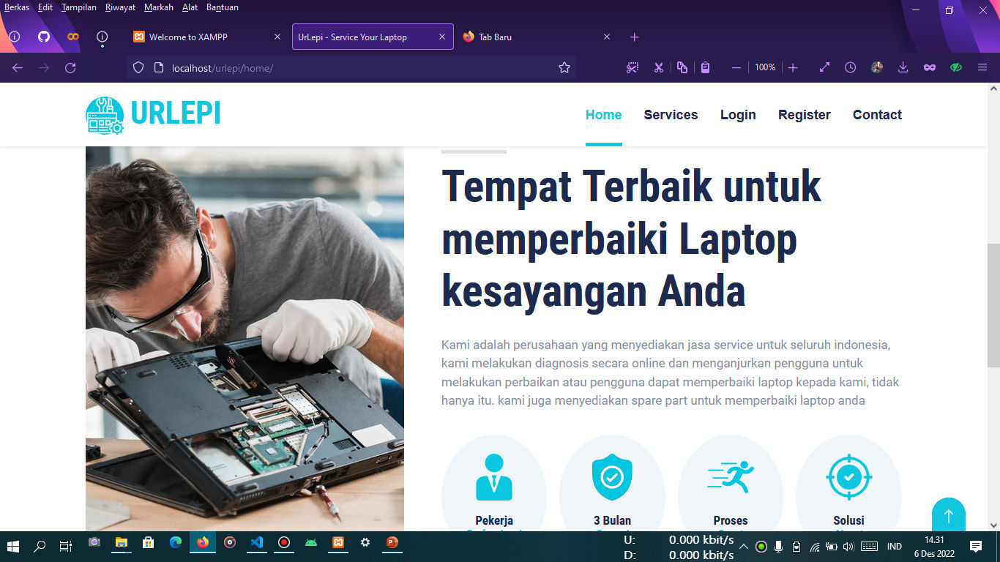 Berkas Edit Tampilan Riwayat Markah Alat Bantuan
Welcome to XAMPP
UrLepi - Service Your Laptop
Tab Baru
localhost/urlepi/home/
100%
URLEPI
Home Services Login Register Contact
Tempat Terbaik untuk
memperbaiki Laptop
kesayangan Anda
Kami adalah perusahaan yang menyediakan jasa service untuk seluruh indonesia,
kami melakukan diagnosis secara online dan menganjurkan pengguna untuk
melakukan perbaikan atau pengguna dapat memperbaiki laptop kepada kami, tidak
hanya itu. kami juga menyediakan spare part untuk memperbaiki laptop anda
Pekerja
3 Bulan
Proses
Solusi
U: 0.000 kbit/s
D: 0.000 kbit/s
IND
14.31
6 Des 2022